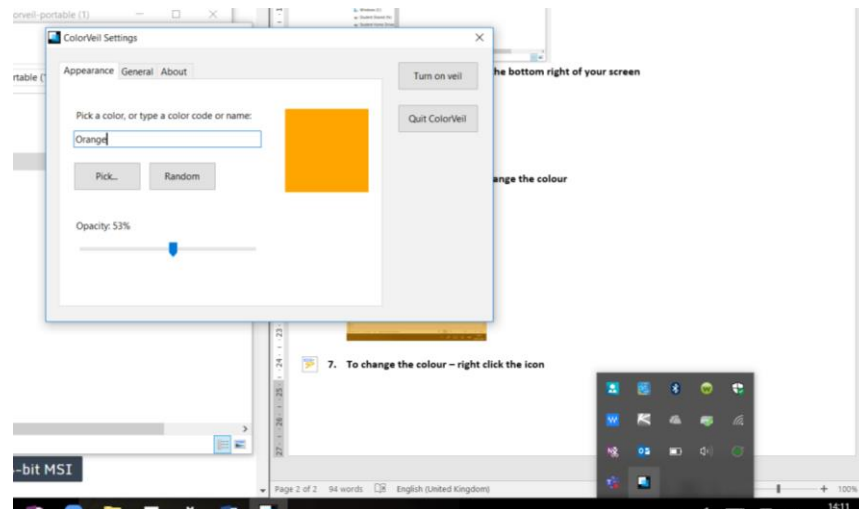 orveil-portable (1)
ColorVeil Settings
Appearance General About
Turn on veil
Quit ColorVeil
Pick a color, or type a color code or name:
Orange
Pick... Random
Opacity: 53%
rtable (
he bottom right of your screen
ange the colour
7. To change the colour – right click the icon
-bit MSI
Page 2 of 2 94 words English (United Kingdom)
100%
14:11